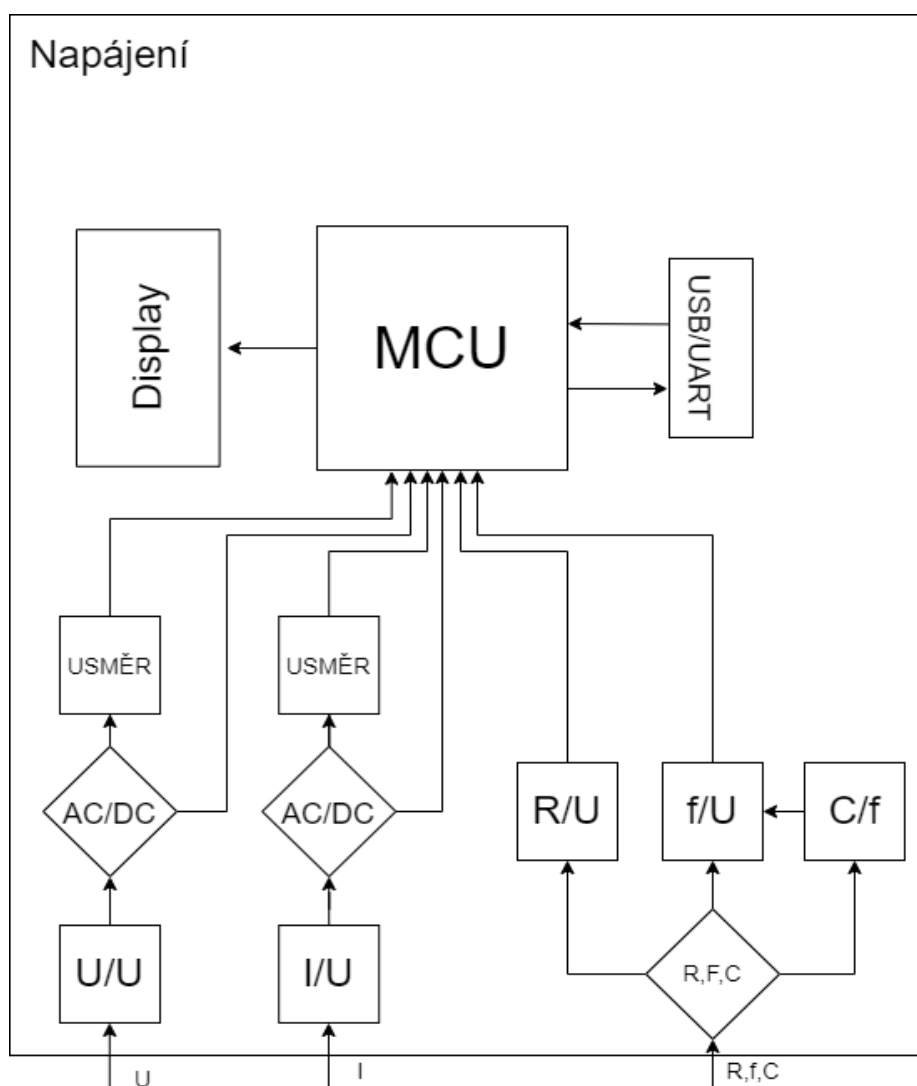 Napájení
Display
MCU
USB/UART
USMĚR
USMĚR
AC/DC
AC/DC
R/U
f/U
C/f
U/U
I/U
R,F,C
U
I
R,f,C